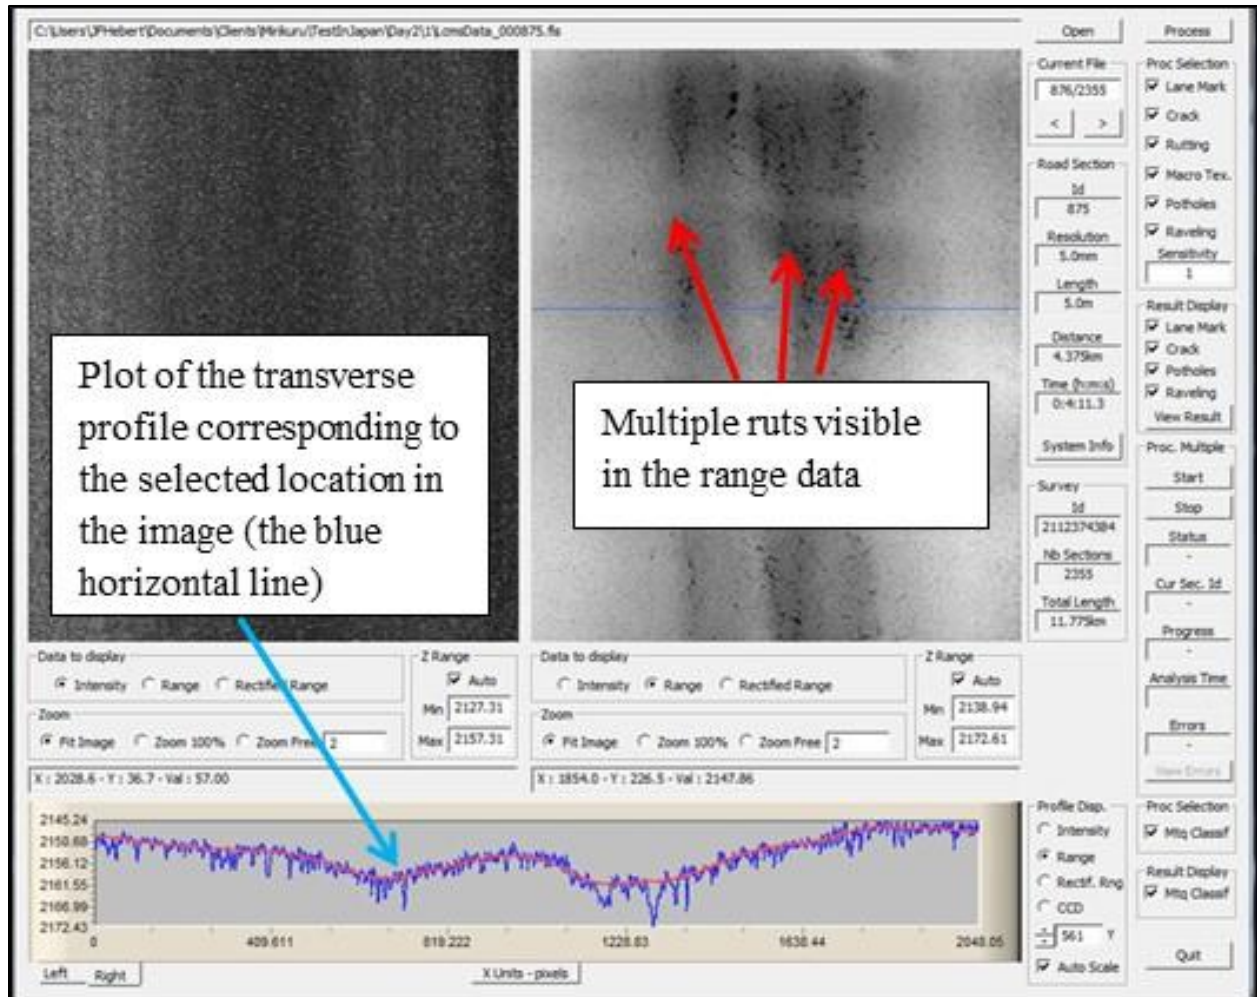 C:\Users\JFHebert\Documents\Clients\Mirikuru\TestInJapan\Day2\1\LcmsData_000875.fis
Open
Process
Current File
876/2355
<
>
Proc Selection
Lane Mark
Crack
Rutting
Macro Tex.
Potholes
Raveling
Sensitivity
1
Road Section
Id
875
Resolution
5.0mm
Length
5.0m
Distance
4.375km
Time (h:m:s)
0:4:11.3
System Info
Result Display
Lane Mark
Crack
Potholes
Raveling
View Result
Plot of the transverse
profile corresponding to
the selected location in
the image (the blue
horizontal line)
Multiple ruts visible
in the range data
Survey
Id
2112374384
Nb Sections
2355
Total Length
11.775km
Proc. Multiple
Start
Stop
Status
-
Cur Sec. Id
-
Progress
-
Analysis Time
Errors
-
View Errors
Data to display
Intensity Range Rectified Range
Z Range
Auto
Min 2127.31
Max 2157.31
Zoom
Fit Image Zoom 100% Zoom Free 2
X : 2028.6 - Y : 36.7 - Val : 57.00
Data to display
Intensity Range Rectified Range
Z Range
Auto
Min 2138.94
Max 2172.61
Zoom
Fit Image Zoom 100% Zoom Free 2
X : 1854.0 - Y : 226.5 - Val : 2147.86
2145.24
2150.68
2156.12
2161.55
2166.99
2172.43
0 409.611 819.222 1228.83 1638.44 2048.05
Left Right
X Units - pixels
Profile Disp.
Intensity
Range
Rectif. Rng
CCD
561 Y
Auto Scale
Proc Selection
Mtq Classif
Result Display
Mtq Classif
Quit